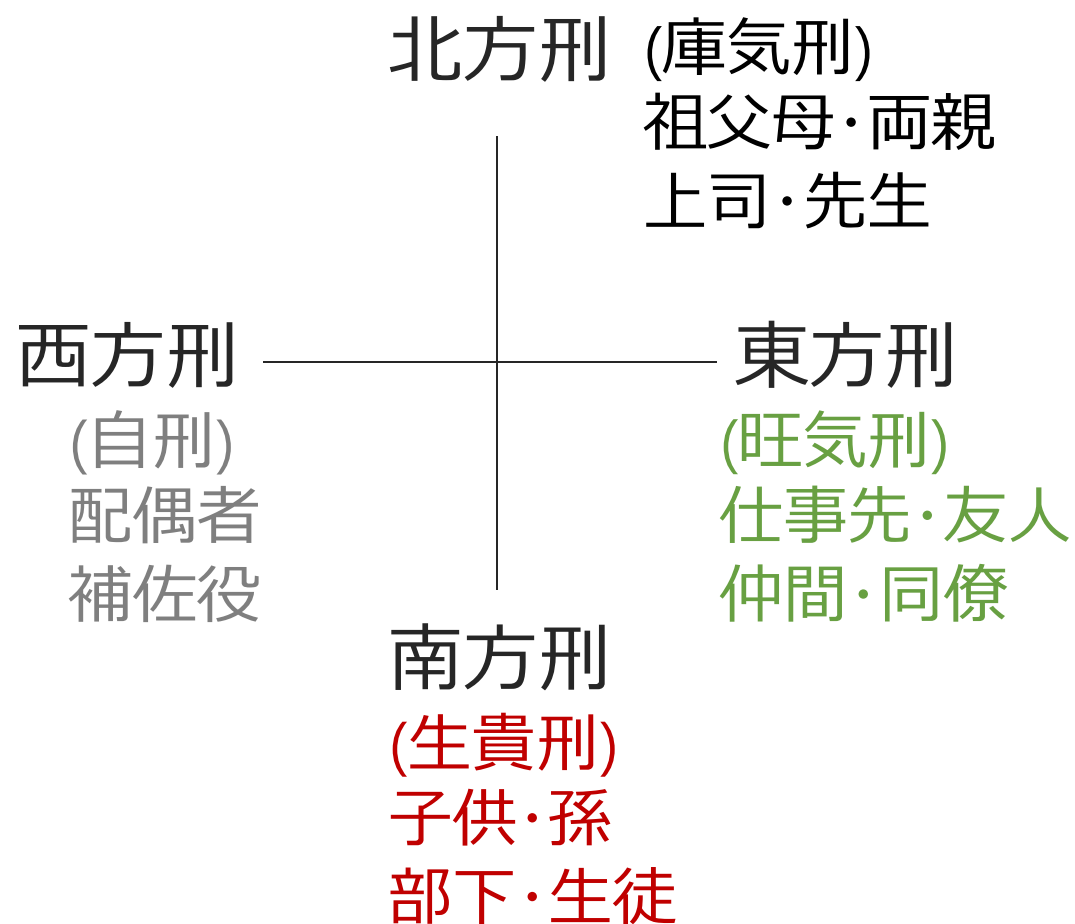 北方刑 (庫気刑)
祖父母・両親
上司・先生
西方刑
(自刑)
配偶者
補佐役
東方刑
(旺気刑)
仕事先・友人
仲間・同僚
南方刑
(生貴刑)
子供・孫
部下・生徒